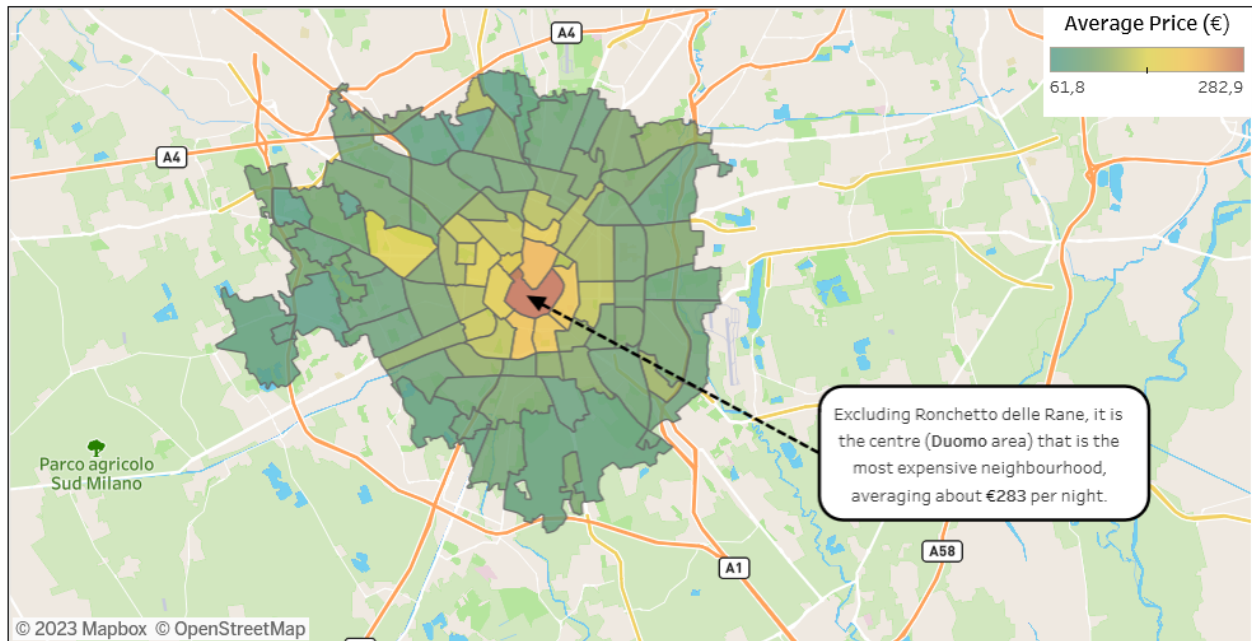 Average Price (€)
61,8
282,9
A4
A4
Excluding Ronchetto delle Rane, it is
the centre (Duomo area) that is the
most expensive neighbourhood,
averaging about €283 per night.
Parco agricolo
Sud Milano
A58
A1
© 2023 Mapbox © OpenStreetMap